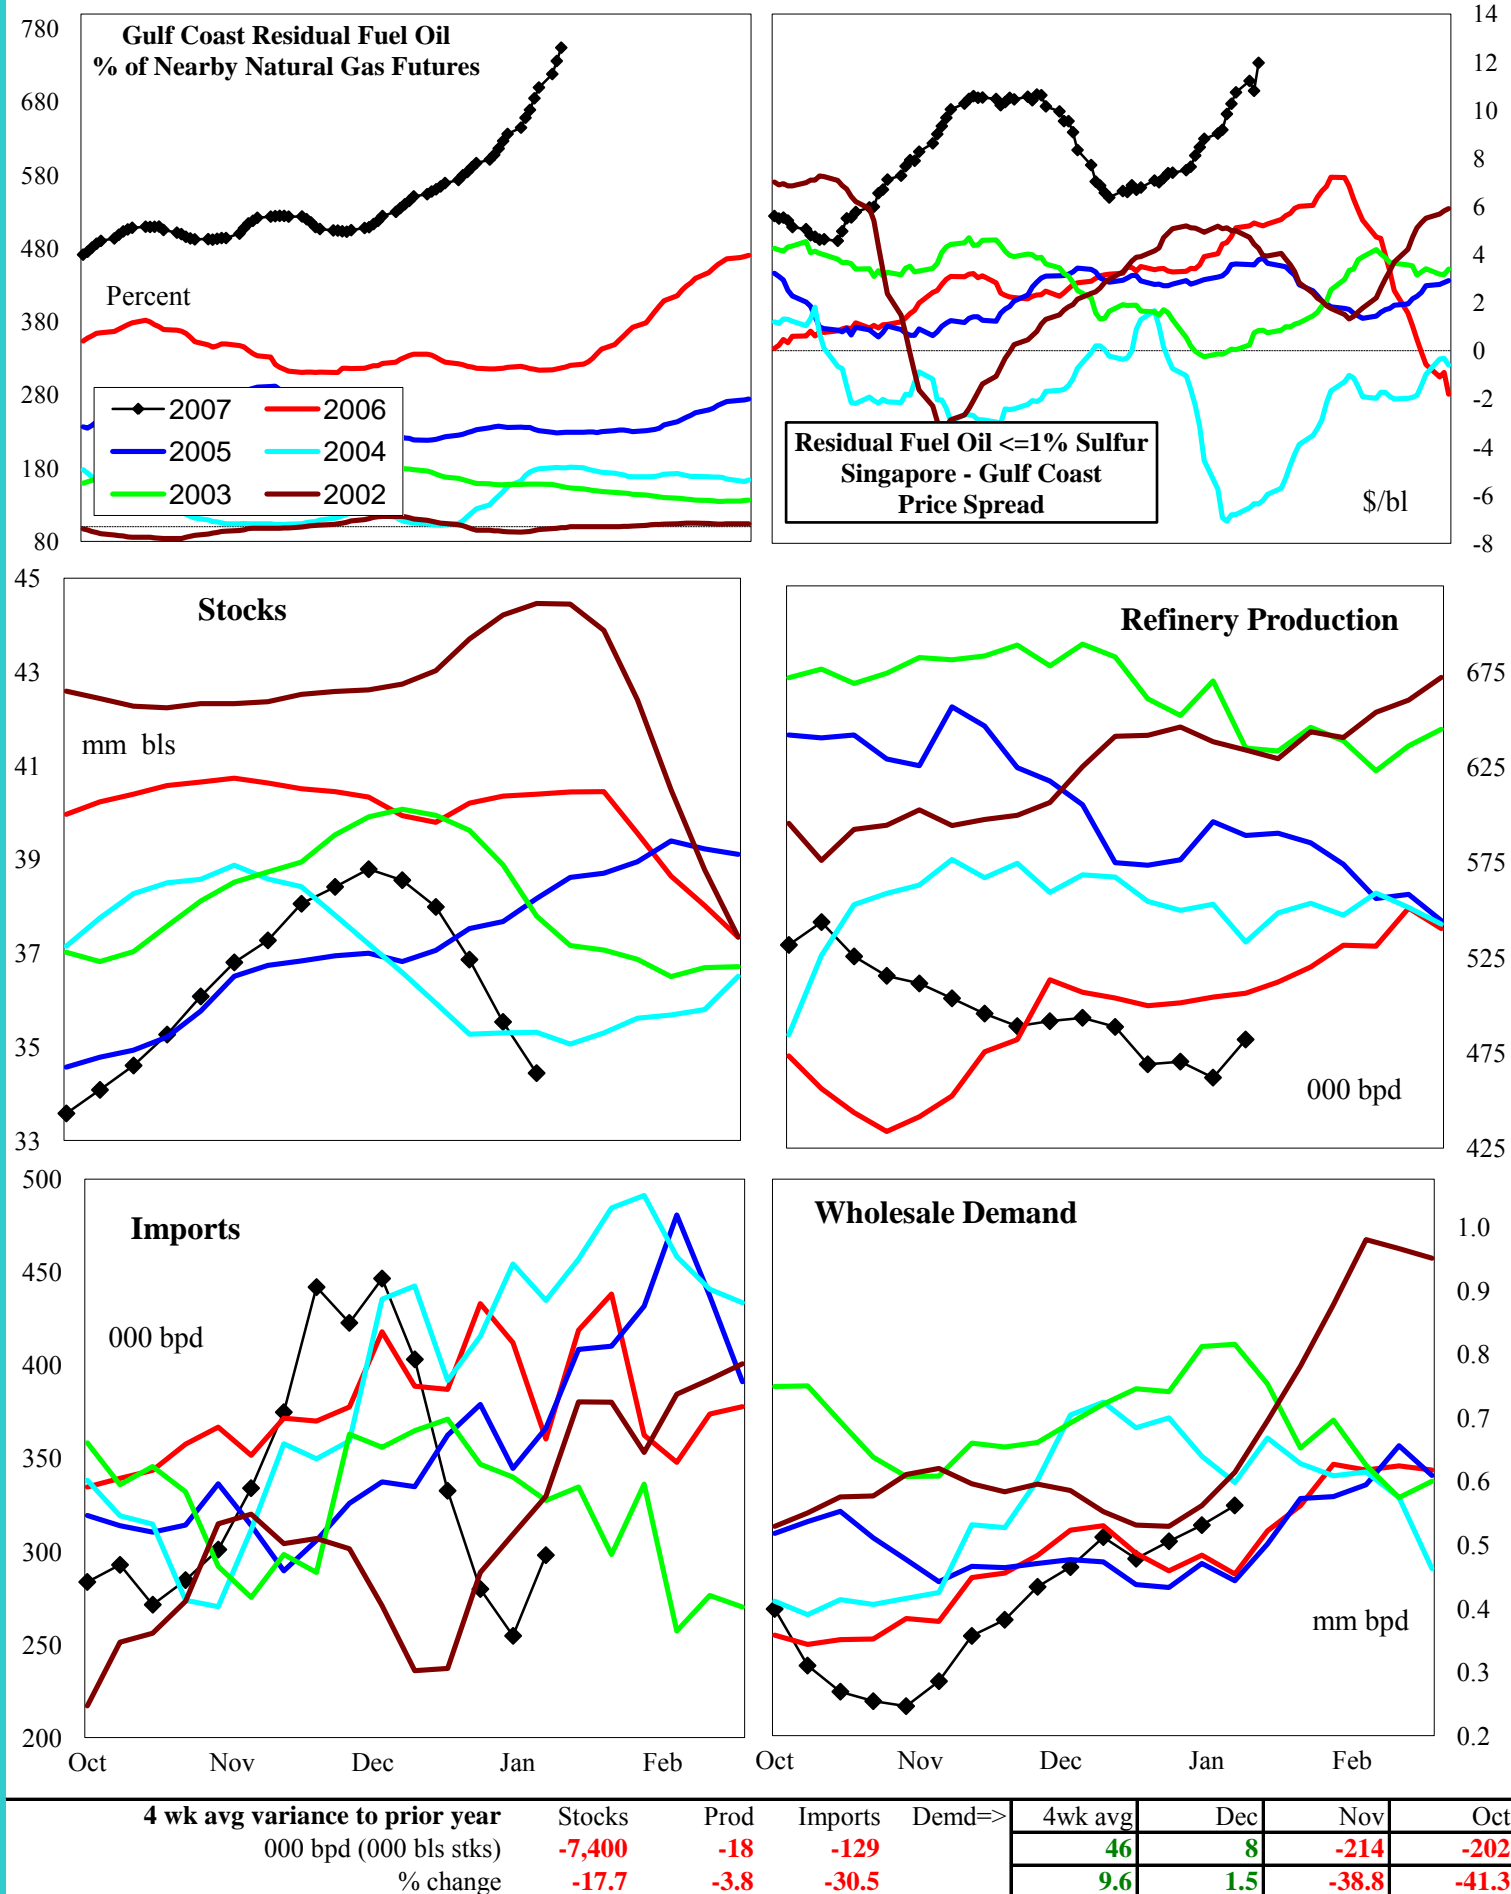 Gulf Coast Residual Fuel Oil
% of Nearby Natural Gas Futures
Percent
780
680
580
480
380
280
180
80
2007
2006
2005
2004
2003
2002
14
12
10
8
6
4
2
0
-2
-4
-6
-8
Residual Fuel Oil <=1% Sulfur
Singapore - Gulf Coast
Price Spread
$/bl
Stocks
mm bls
45
43
41
39
37
35
33
Refinery Production
675
625
575
525
475
425
000 bpd
Imports
000 bpd
500
450
400
350
300
250
200
Oct Nov Dec Jan Feb
Wholesale Demand
1.0
0.9
0.8
0.7
0.6
0.5
0.4
0.3
0.2
mm bpd
Oct Nov Dec Jan Feb
4 wk avg variance to prior year Stocks Prod Imports Demd=> 4wk avg Dec Nov Oct
000 bpd (000 bls stks) -7,400 -18 -129 46 8 -214 -202
% change -17.7 -3.8 -30.5 9.6 1.5 -38.8 -41.3